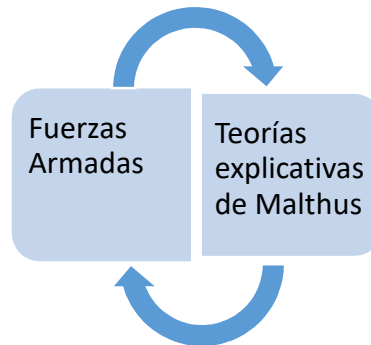 Fuerzas
Armadas
Teorías
explicativas
de Malthus